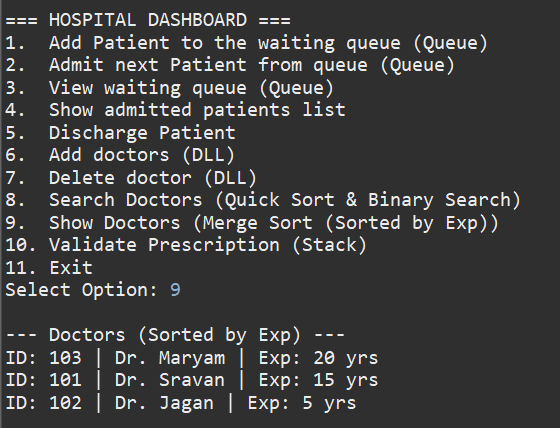 === HOSPITAL DASHBOARD ===
1.  Add Patient to the waiting queue (Queue)
2.  Admit next Patient from queue (Queue)
3.  View waiting queue (Queue)
4.  Show admitted patients list
5.  Discharge Patient
6.  Add doctors (DLL)
7.  Delete doctor (DLL)
8.  Search Doctors (Quick Sort & Binary Search)
9.  Show Doctors (Merge Sort (Sorted by Exp))
10. Validate Prescription (Stack)
11. Exit
Select Option: 9

--- Doctors (Sorted by Exp) ---
ID: 103 | Dr. Maryam | Exp: 20 yrs
ID: 101 | Dr. Sravan | Exp: 15 yrs
ID: 102 | Dr. Jagan | Exp: 5 yrs